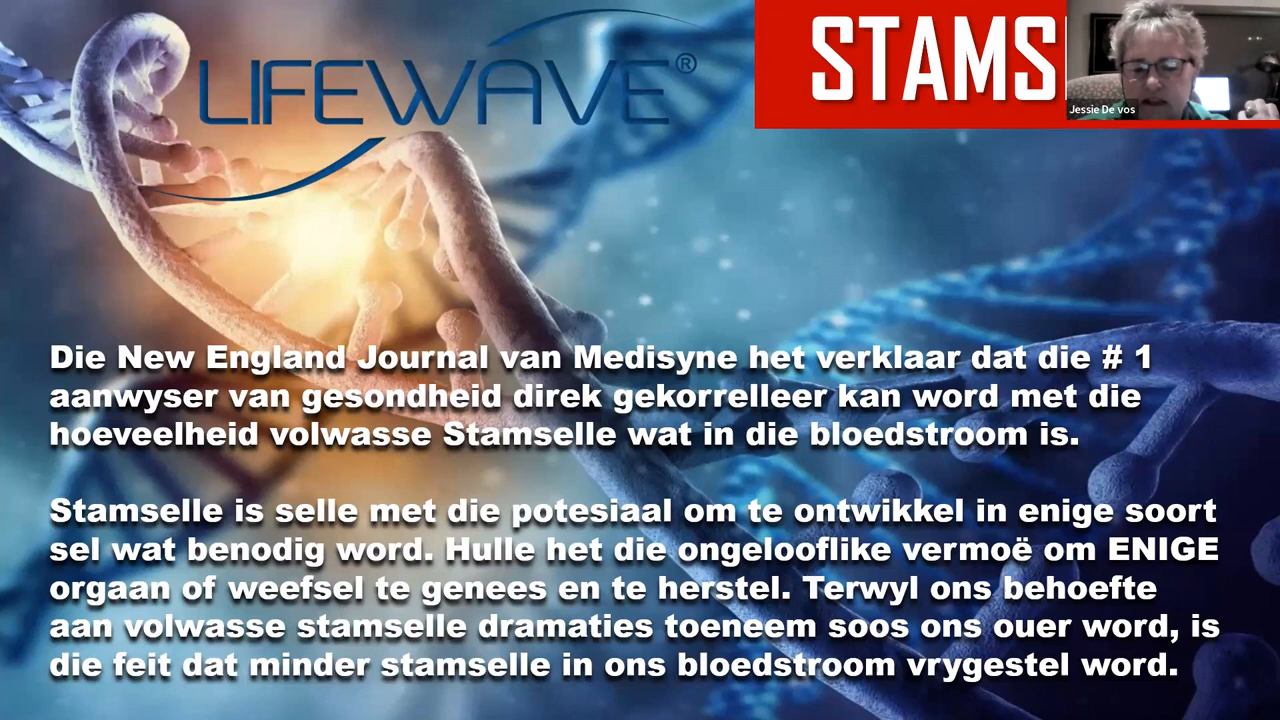 LIFEWAVE®
STAMS
Jessie De vos
Die New England Journal van Medisyne het verklaar dat die # 1
aanwyser van gesondheid direk gekorrelleer kan word met die
hoeveelheid volwasse Stamselle wat in die bloedstroom is.
Stamselle is selle met die potesiaal om te ontwikkel in enige soort
sel wat benodig word. Hulle het die ongelooflike vermoë om ENIGE
orgaan of weefsel te genees en te herstel. Terwyl ons behoefte
aan volwasse stamselle dramaties toeneem soos ons ouer word, is
die feit dat minder stamselle in ons bloedstroom vrygestel word.